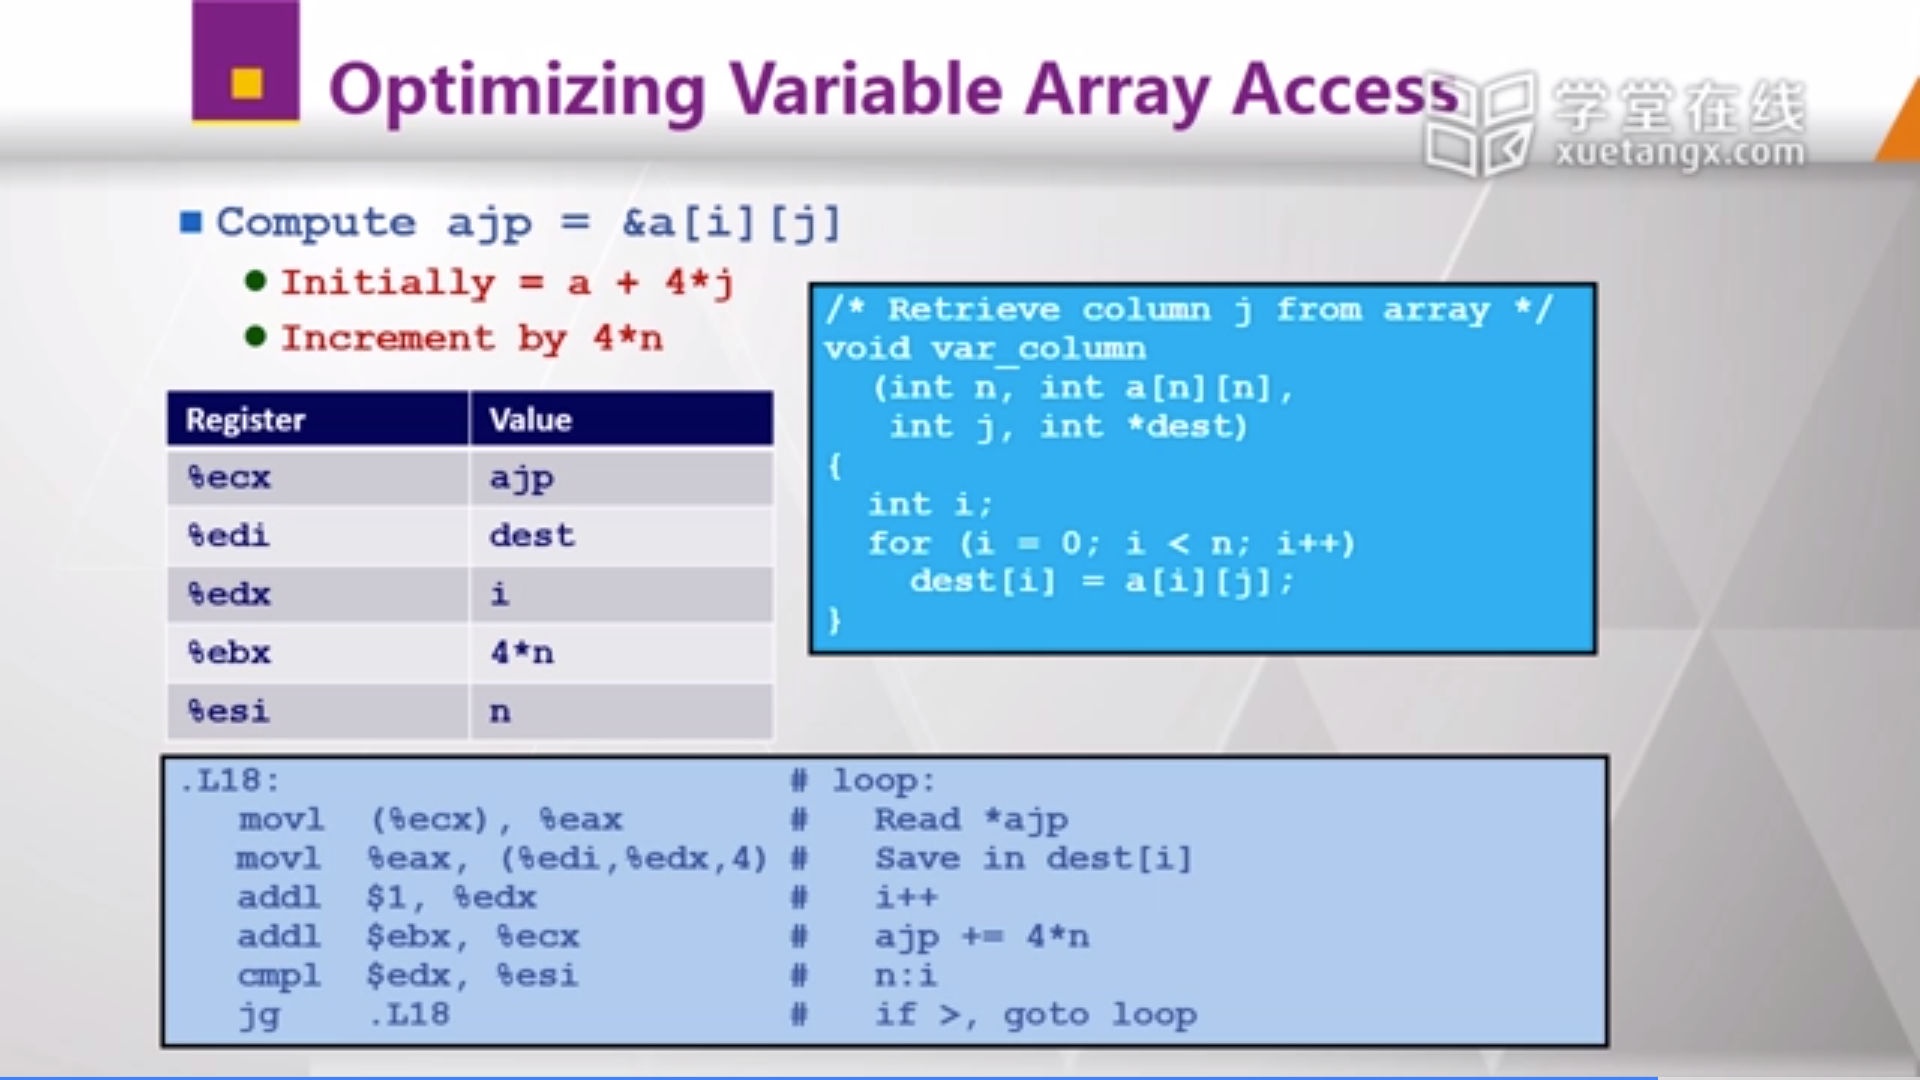 Optimizing Variable Array Access
学堂在线
xuetangx.com
Compute ajp = &a[i][j]
Initially = a + 4*j
Increment by 4*n
Register Value
%ecx ajp
%edi dest
%edx i
%ebx 4*n
%esi n
/* Retrieve column j from array */
void var_column
(int n, int a[n][n],
int j, int *dest)
{
int i;
for (i = 0; i < n; i++)
dest[i] = a[i][j];
}
.L18: # loop:
movl (%ecx), %eax # Read *ajp
movl %eax, (%edi,%edx,4) # Save in dest[i]
addl $1, %edx # i++
addl $ebx, %ecx # ajp += 4*n
cmpl $edx, %esi # n:i
jg .L18 # if >, goto loop